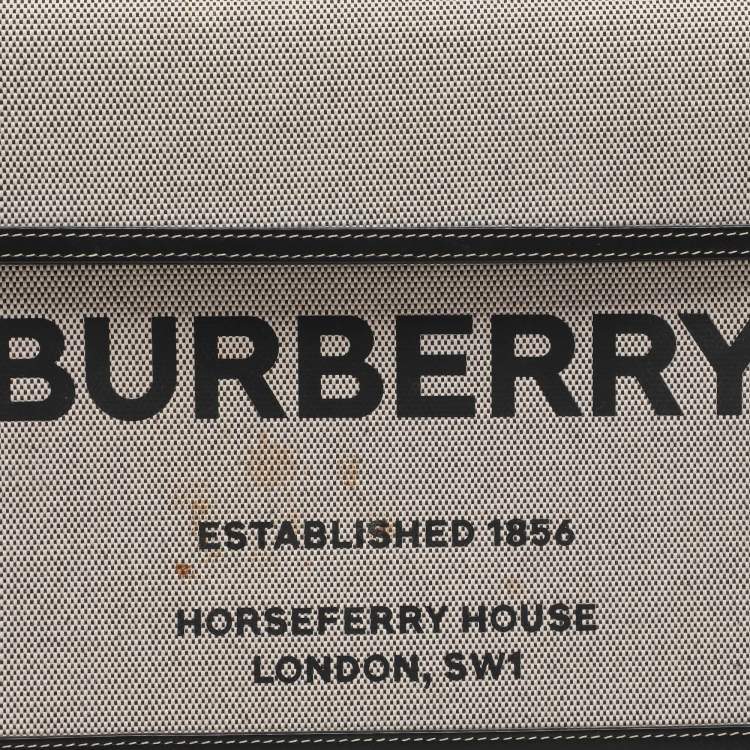 BURBERRY
ESTABLISHED 1856
HORSEFERRY HOUSE
LONDON, SW1